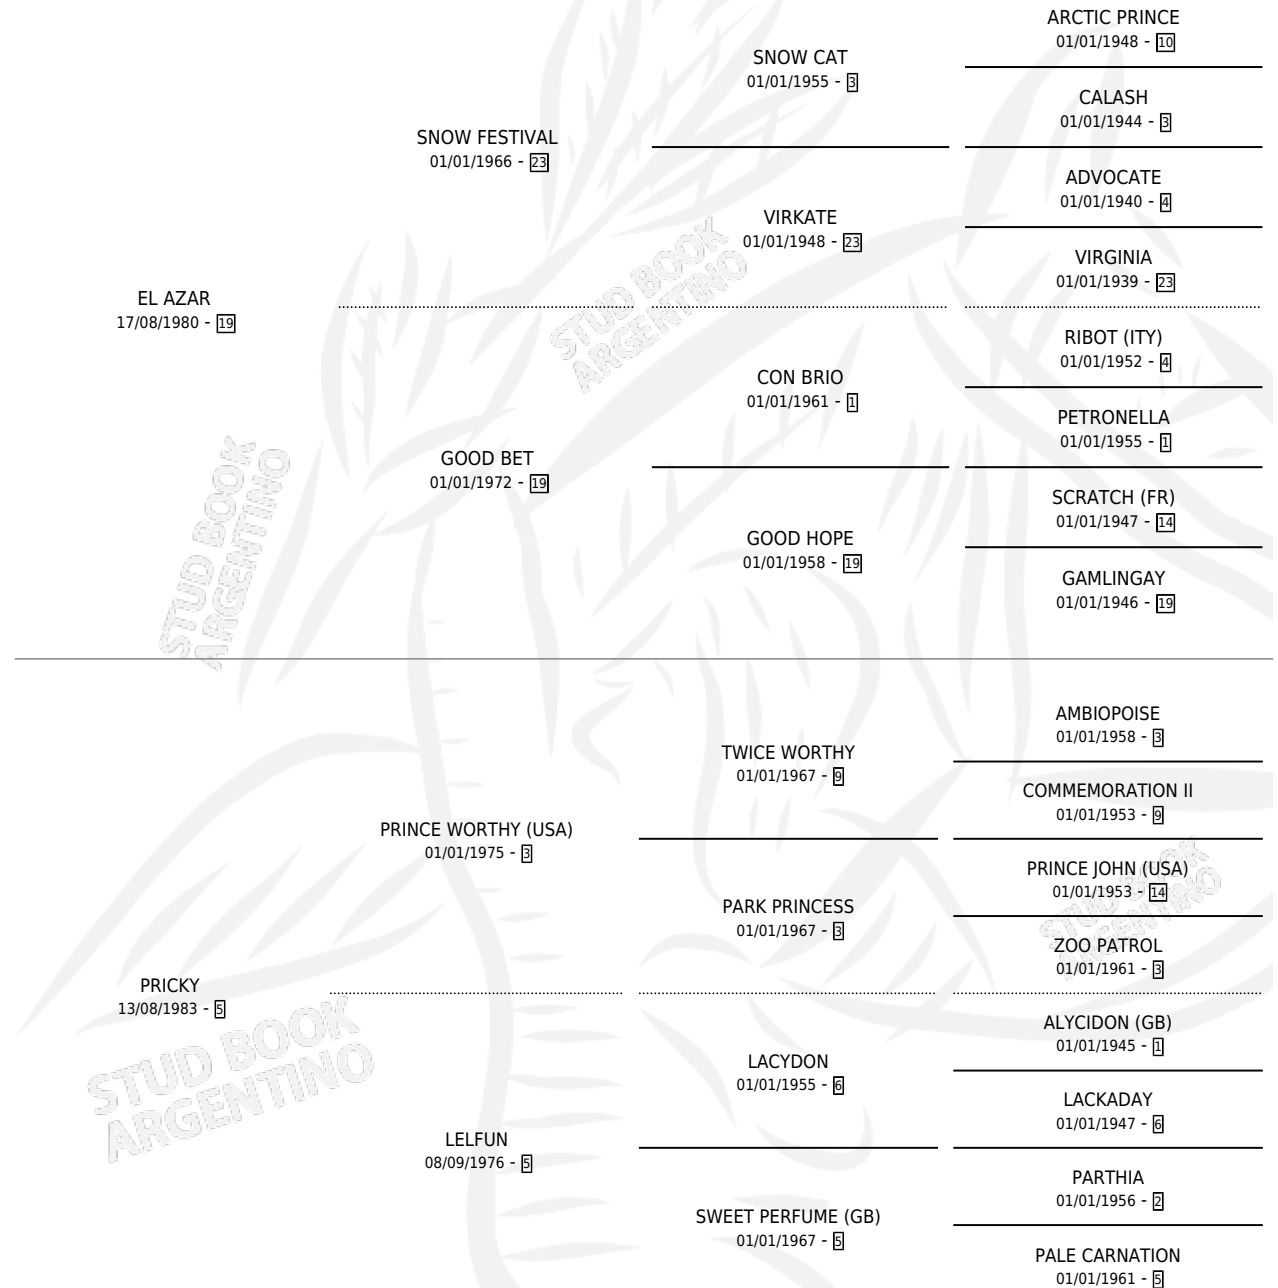 ARCTIC PRINCE
01/01/1948 - 10
SNOW CAT
01/01/1955 - 3
CALASH
01/01/1944 - 3
SNOW FESTIVAL
01/01/1966 - 23
ADVOCATE
01/01/1940 - 4
VIRKATE
01/01/1948 - 23
VIRGINIA
01/01/1939 - 23
EL AZAR
17/08/1980 - 19
RIBOT (ITY)
01/01/1952 - 4
CON BRIO
01/01/1961 - 1
PETRONELLA
01/01/1955 - 1
GOOD BET
01/01/1972 - 19
SCRATCH (FR)
01/01/1947 - 14
GOOD HOPE
01/01/1958 - 19
GAMLINGAY
01/01/1946 - 19
AMBIOPOISE
01/01/1958 - 3
TWICE WORTHY
01/01/1967 - 9
COMMEMORATION II
01/01/1953 - 9
PRINCE WORTHY (USA)
01/01/1975 - 3
PRINCE JOHN (USA)
01/01/1953 - 14
PARK PRINCESS
01/01/1967 - 3
ZOO PATROL
01/01/1961 - 3
PRICKY
13/08/1983 - 5
ALYCIDON (GB)
01/01/1945 - 1
LACYDON
01/01/1955 - 6
LACKADAY
01/01/1947 - 6
LELFUN
08/09/1976 - 5
PARTHIA
01/01/1956 - 2
SWEET PERFUME (GB)
01/01/1967 - 5
PALE CARNATION
01/01/1961 - 5
STUD BOOK
ARGENTINO
STUD BOOK
ARGENTINO
STUD BOOK
ARGENTINO
STUD BOOK
ARGENTINO